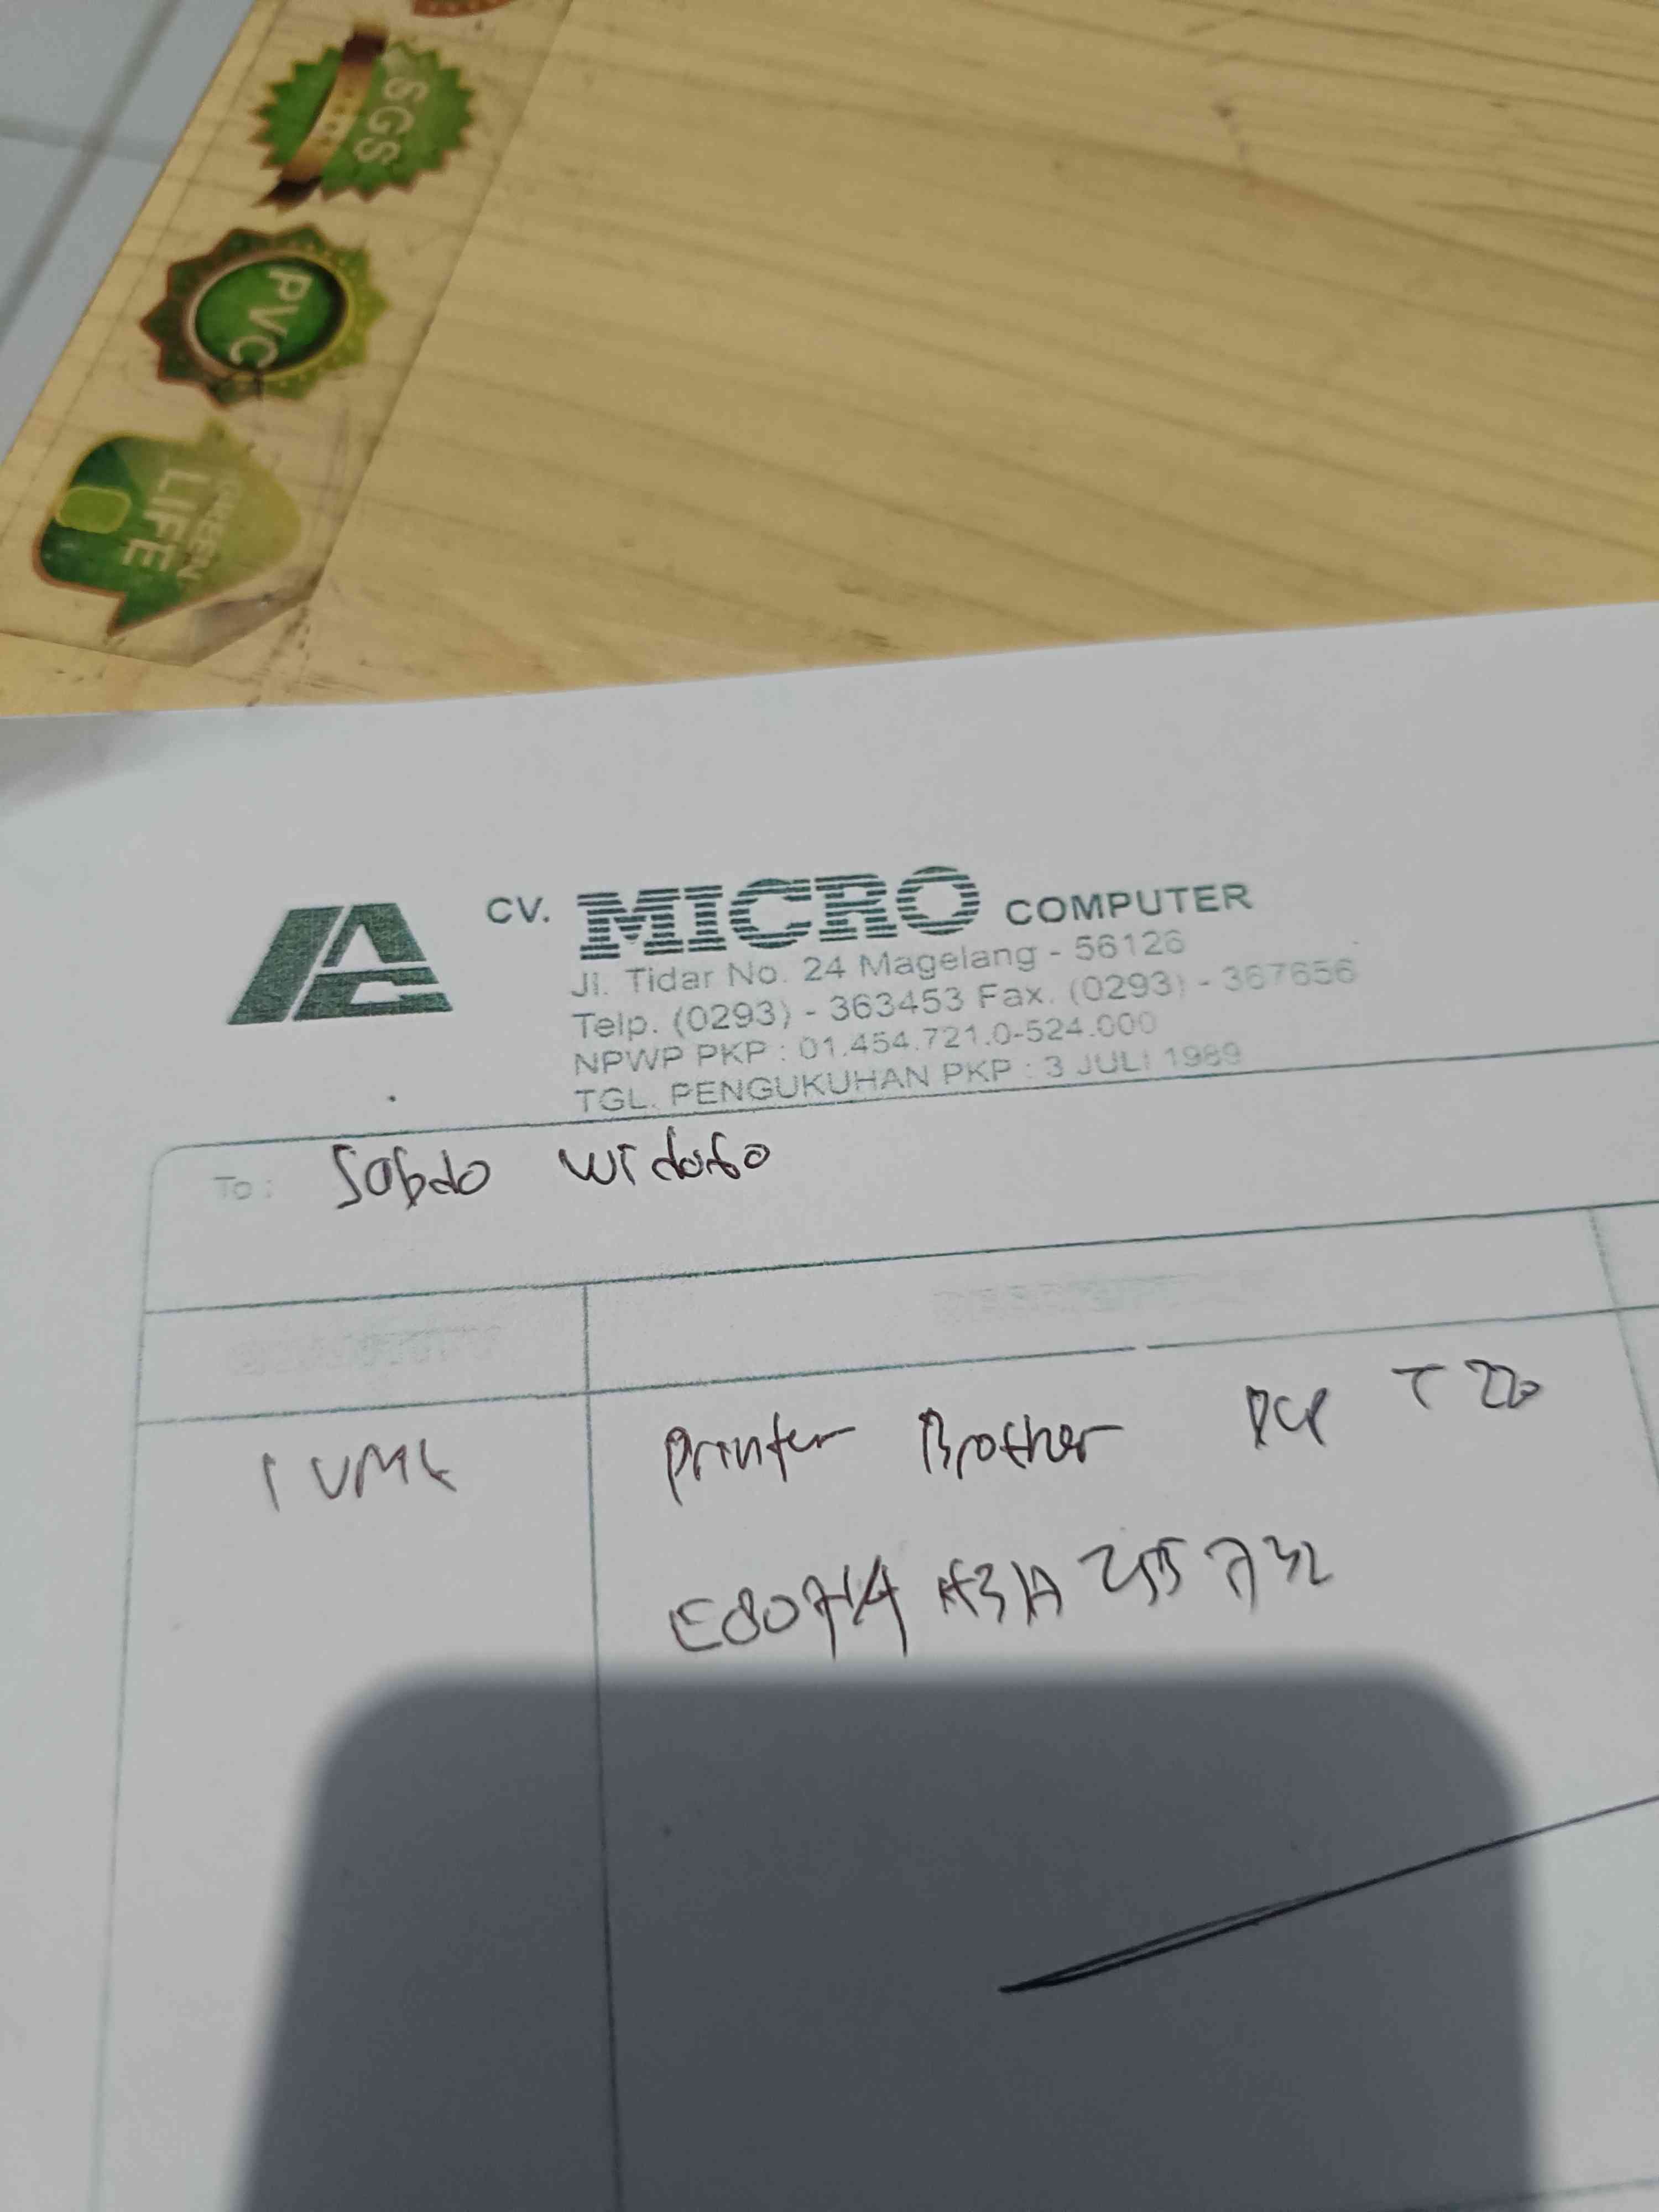 SGS
PVC
GREEN
LIFE
CV. MICRO COMPUTER
Jl. Tidar No. 24 Magelang - 56126
Telp. (0293) - 363453 Fax. (0293) - 367656
NPWP PKP : 01.454.721.0-524.000
TGL. PENGUKUHAN PKP : 3 JULI 1989
To : Sabdo Widodo
1 Unit Printer Brother DCP T220